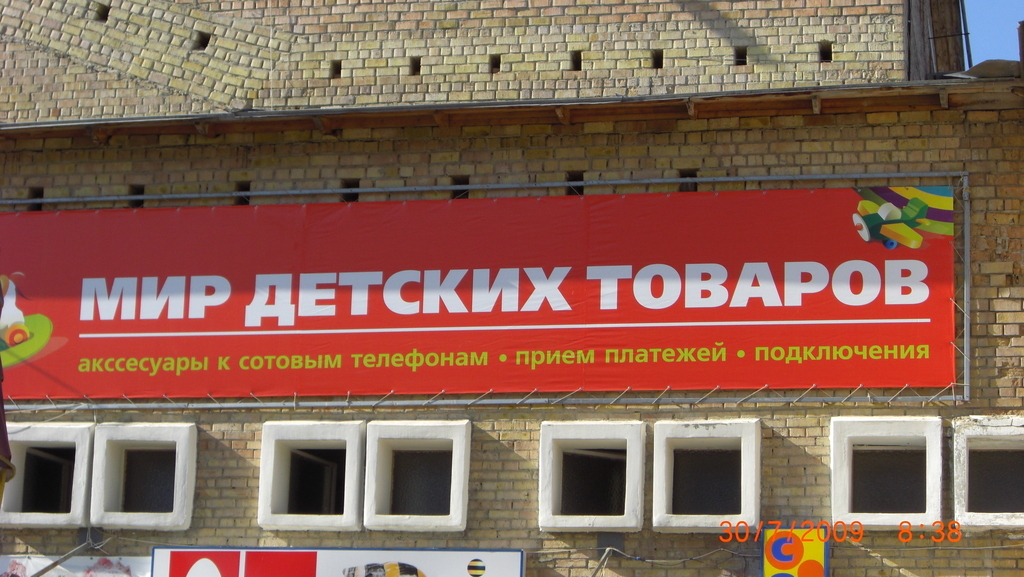 МИР ДЕТСКИХ ТОВАРОВ
акссесуары к сотовым телефонам • прием платежей • подключения
30/7/2009 8:38
С